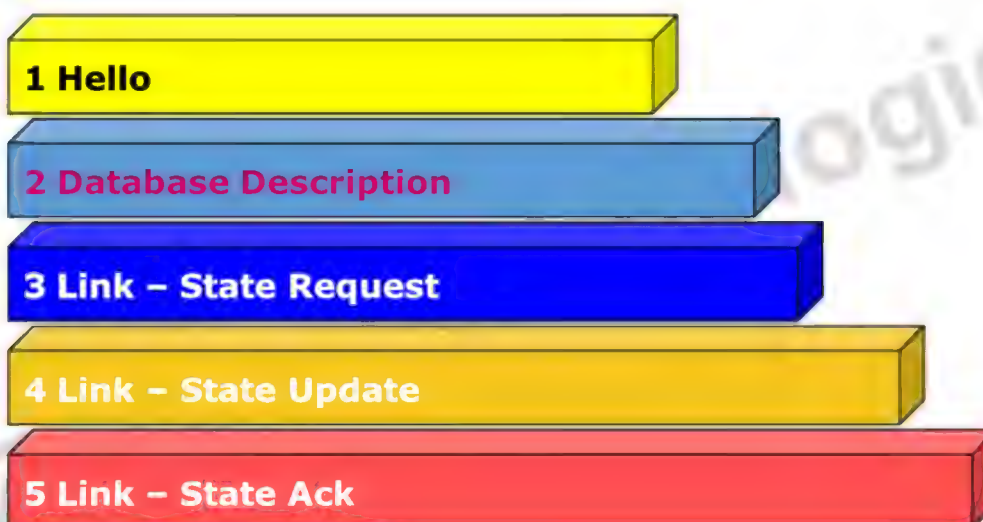 1 Hello
2 Database Description
3 Link – State Request
4 Link – State Update
5 Link – State Ack